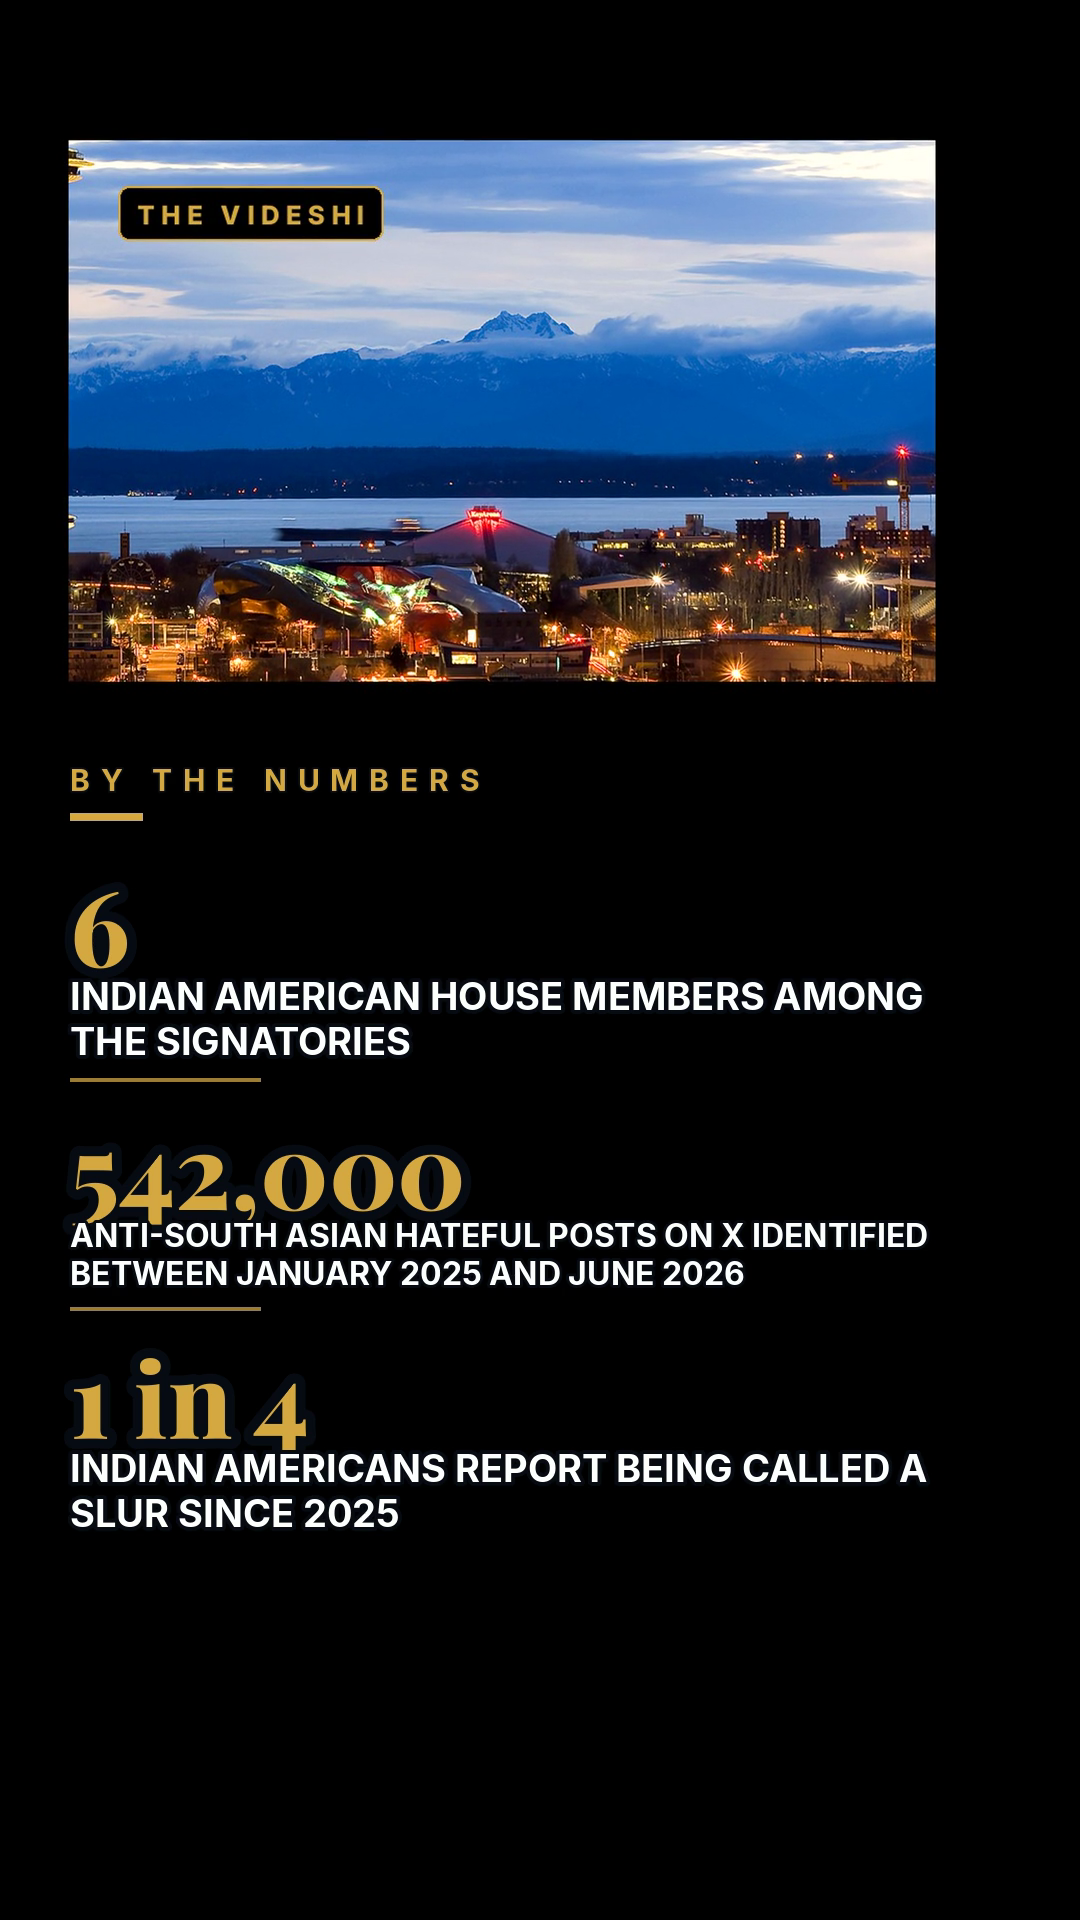 THE VIDESHI
KeyArena
BY THE NUMBERS
6
INDIAN AMERICAN HOUSE MEMBERS AMONG
THE SIGNATORIES
542,000
ANTI-SOUTH ASIAN HATEFUL POSTS ON X IDENTIFIED
BETWEEN JANUARY 2025 AND JUNE 2026
1 in 4
INDIAN AMERICANS REPORT BEING CALLED A
SLUR SINCE 2025